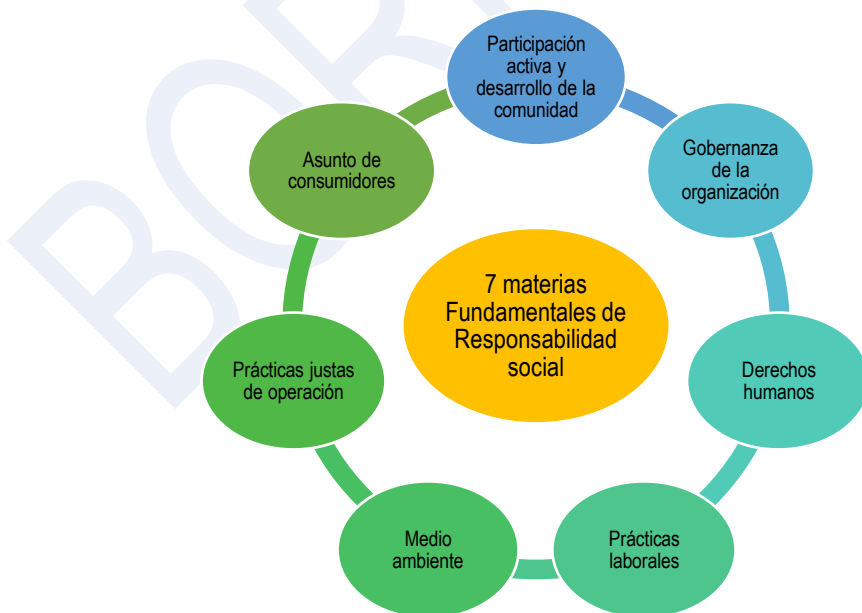 Participación
activa y
desarrollo de la
comunidad
Gobernanza
de la
organización
Derechos
humanos
Prácticas
laborales
Medio
ambiente
Prácticas justas
de operación
Asunto de
consumidores
7 materias
Fundamentales de
Responsabilidad
social